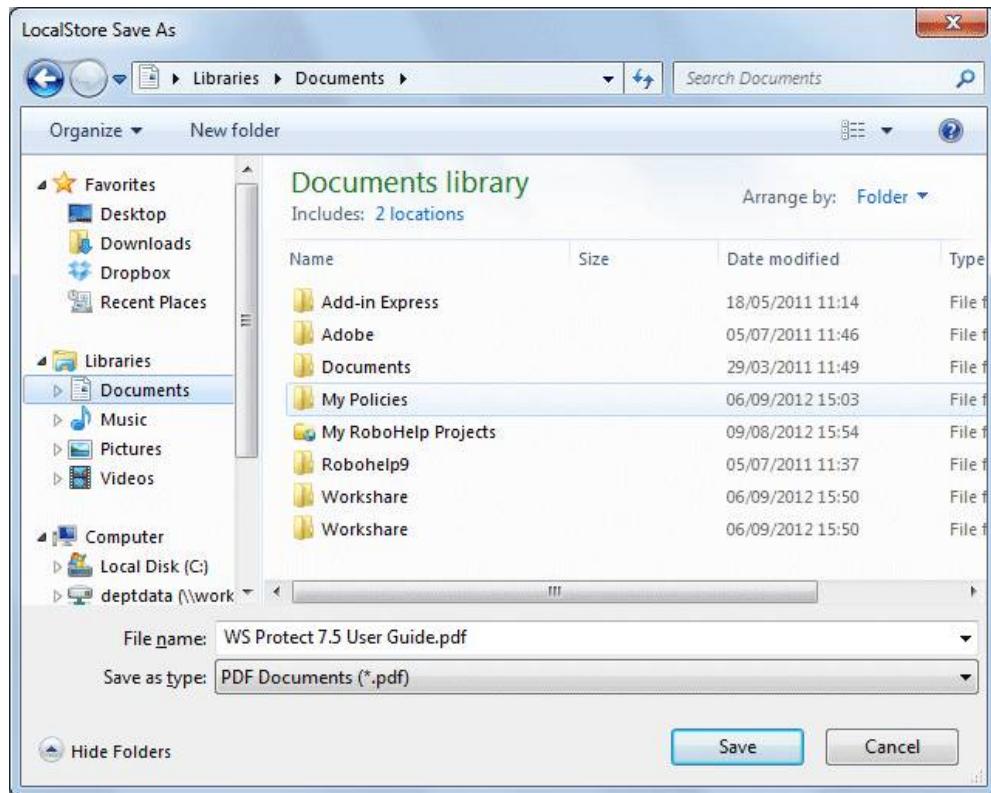 LocalStore Save As
Libraries Documents
Search Documents
Organize New folder
Favorites
Desktop
Downloads
Dropbox
Recent Places
Libraries
Documents
Music
Pictures
Videos
Computer
Local Disk (C:)
deptdata (\\work
Documents library
Includes: 2 locations
Arrange by: Folder
Name Size Date modified Type
Add-in Express 18/05/2011 11:14 File f
Adobe 05/07/2011 11:46 File f
Documents 29/03/2011 11:49 File f
My Policies 06/09/2012 15:03 File f
My RoboHelp Projects 09/08/2012 15:54 File f
Robohelp9 05/07/2011 11:37 File f
Workshare 06/09/2012 15:50 File f
Workshare 06/09/2012 15:50 File f
File name: WS Protect 7.5 User Guide.pdf
Save as type: PDF Documents (*.pdf)
Hide Folders
Save Cancel